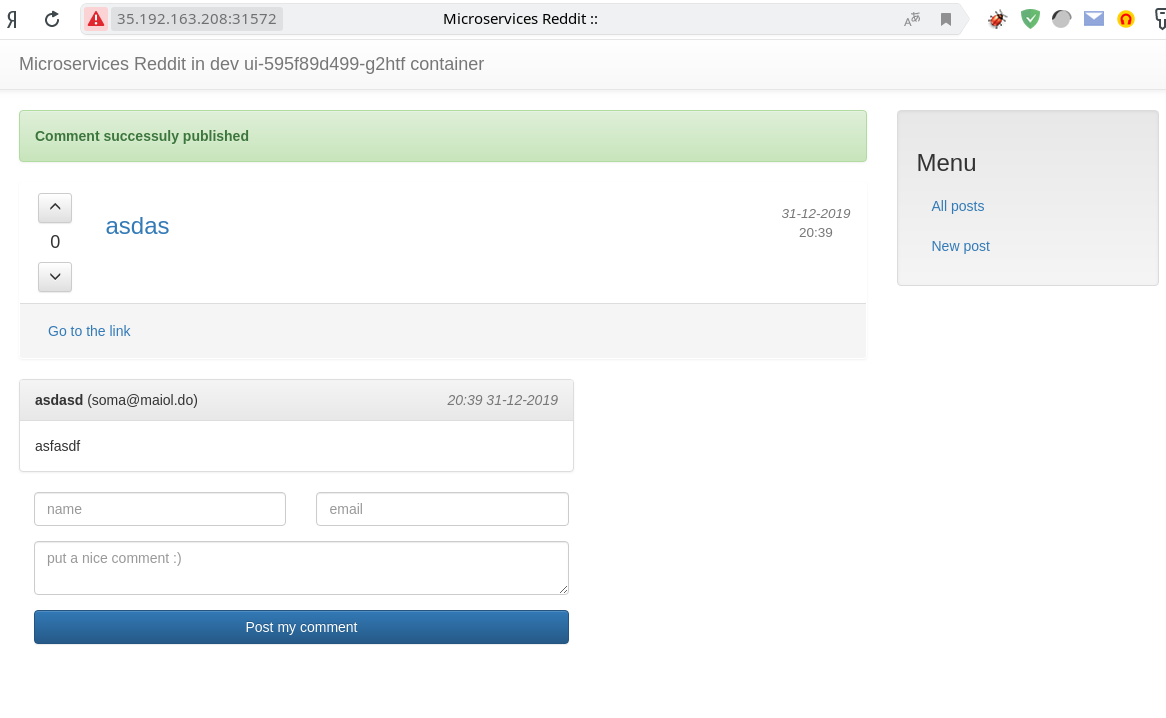 Я 35.192.163.208:31572 Microservices Reddit ::
Microservices Reddit in dev ui-595f89d499-g2htf container
Comment successuly published
Menu
All posts
New post
0
asdas
31-12-2019
20:39
Go to the link
asdasd (soma@maiol.do) 20:39 31-12-2019
asfasdf
name email
put a nice comment :)
Post my comment